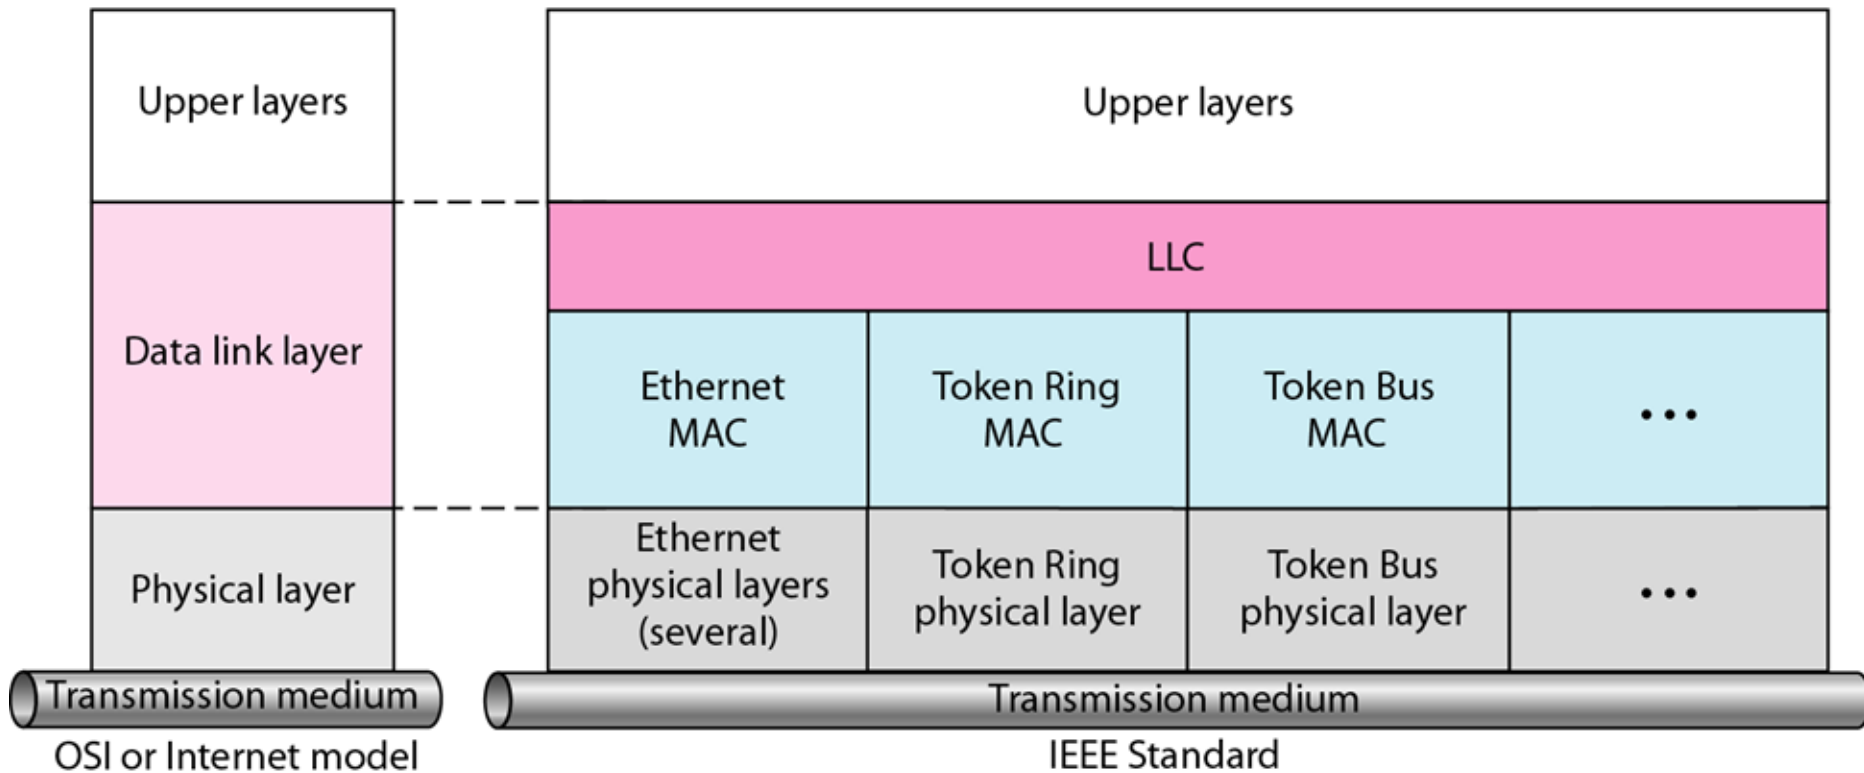 Upper layers
Data link layer
Physical layer
Transmission medium
OSI or Internet model
Upper layers
LLC
Ethernet
MAC
Token Ring
MAC
Token Bus
MAC
...
Ethernet
physical layers
(several)
Token Ring
physical layer
Token Bus
physical layer
...
Transmission medium
IEEE Standard